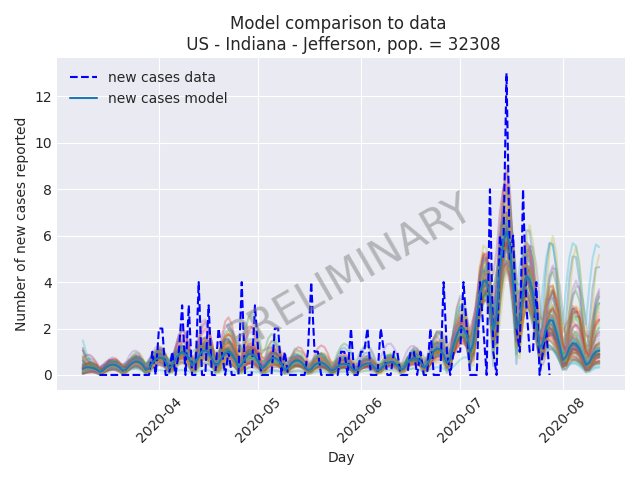 Model comparison to data
US - Indiana - Jefferson, pop. = 32308
new cases data
new cases model
PRELIMINARY
Number of new cases reported
12
10
8
6
4
2
0
2020-04
2020-05
2020-06
2020-07
2020-08
Day